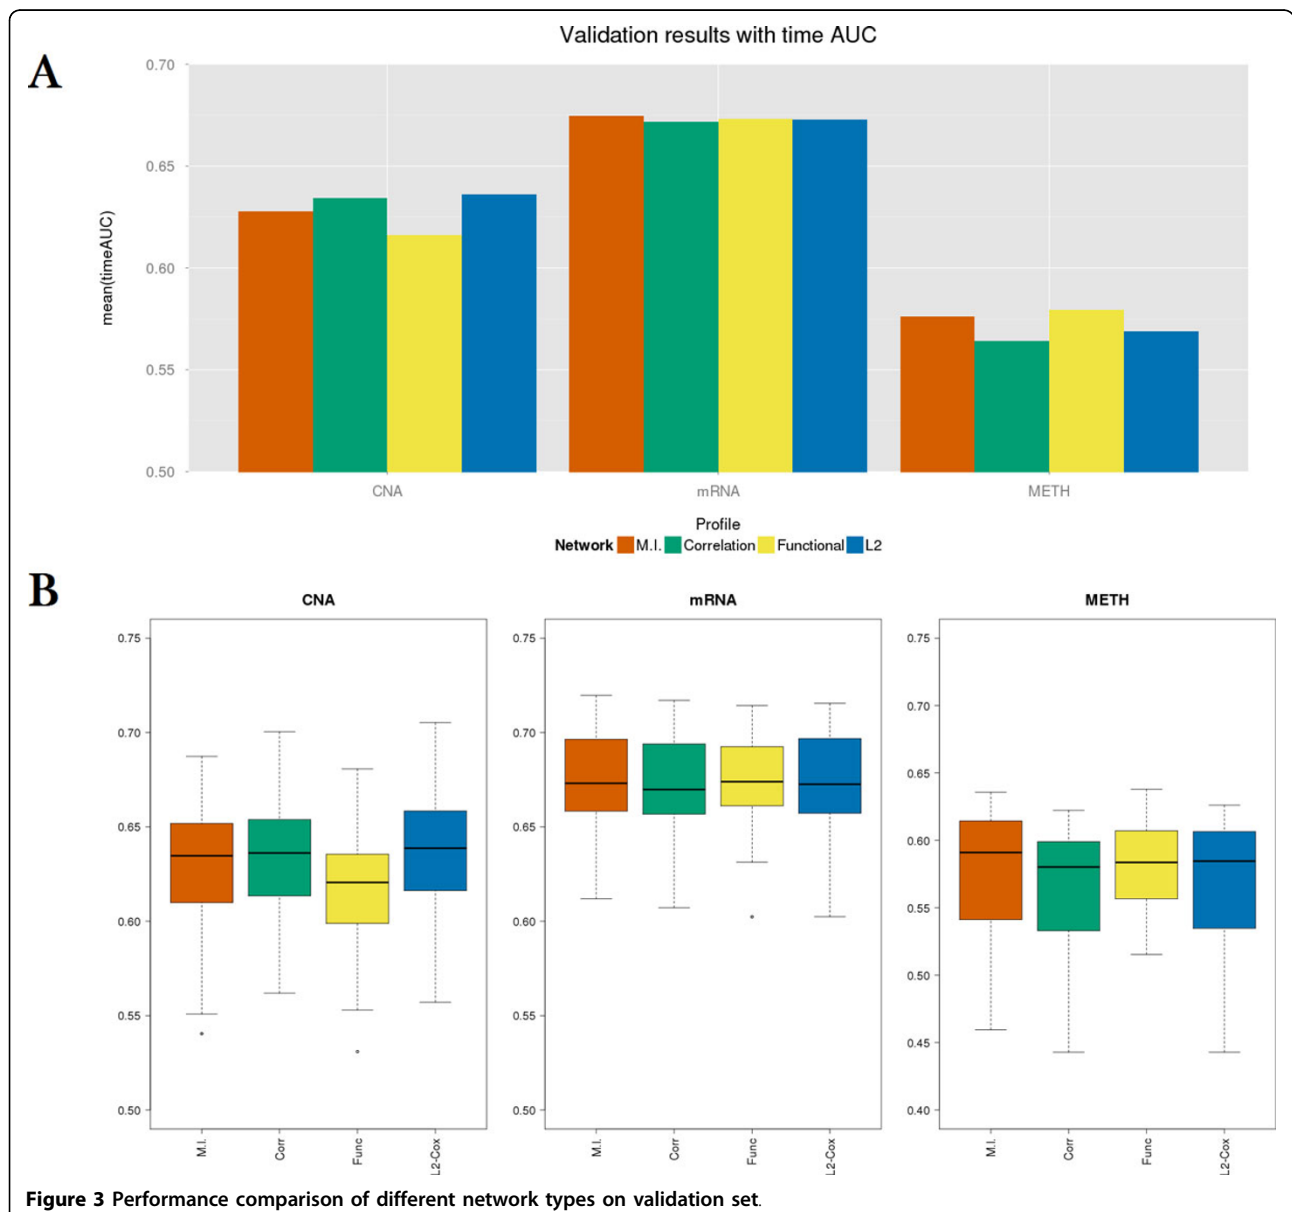 A
Validation results with time AUC
mean(timeAUC)
0.70
0.65
0.60
0.55
0.50
CNA mRNA METH
Profile
Network M.I. Correlation Functional L2
B
CNA
0.75
0.70
0.65
0.60
0.55
0.50
M.I. Corr Func L2-Cox
mRNA
0.75
0.70
0.65
0.60
0.55
0.50
M.I. Corr Func L2-Cox
METH
0.75
0.70
0.65
0.60
0.55
0.50
0.45
0.40
M.I. Corr Func L2-Cox
Figure 3 Performance comparison of different network types on validation set.